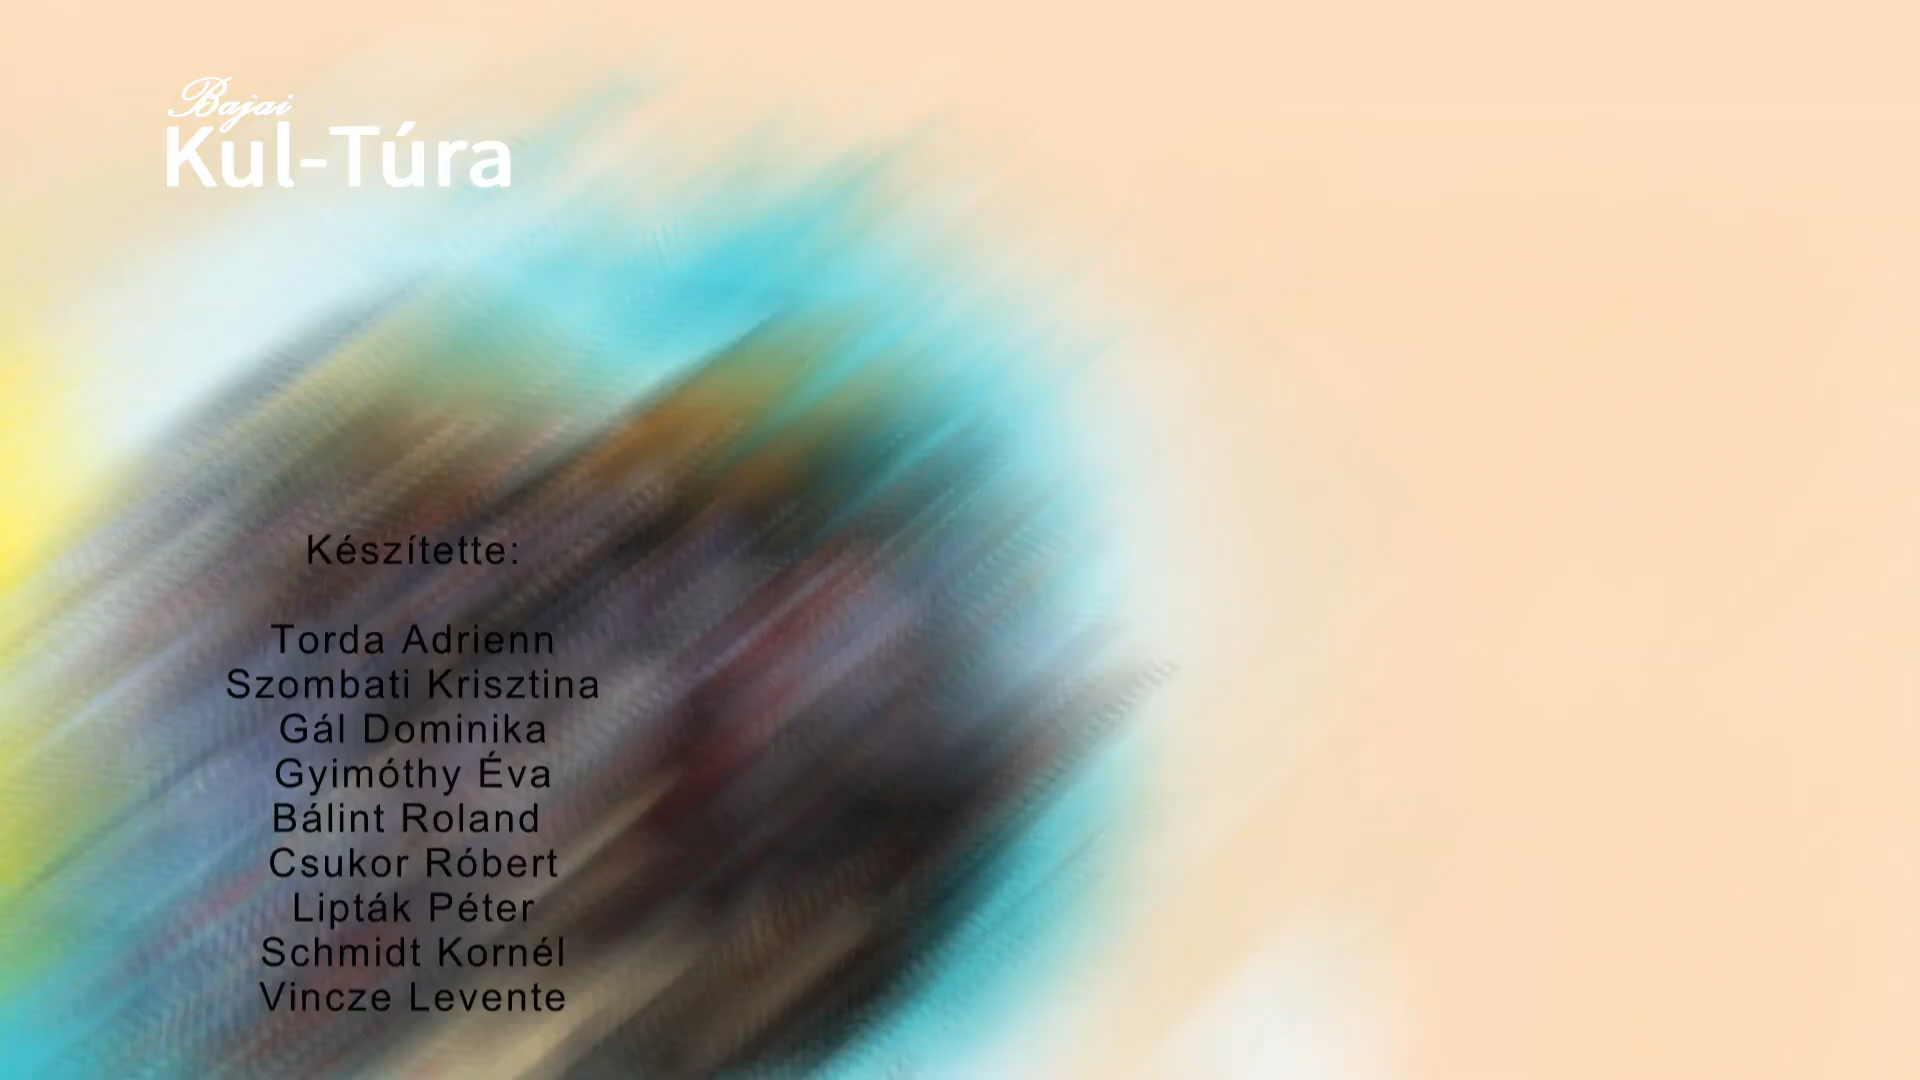 Bajai
Kul-Túra
Készítette:
Torda Adrienn
Szombati Krisztina
Gál Dominika
Gyimóthy Éva
Bálint Roland
Csukor Róbert
Lipták Péter
Schmidt Kornél
Vincze Levente